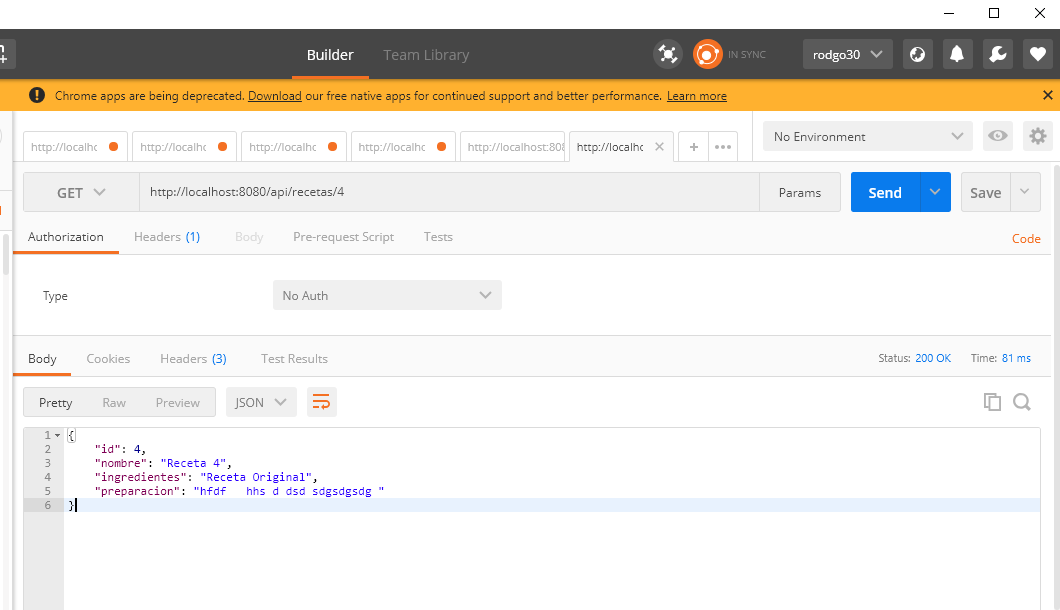 Builder Team Library IN SYNC rodgo30
Chrome apps are being deprecated. Download our free native apps for continued support and better performance. Learn more
http://localhc http://localhc http://localhc http://localhc http://localhost:808 http://localhc + ••• No Environment
GET http://localhost:8080/api/recetas/4 Params Send Save
Authorization Headers (1) Body Pre-request Script Tests Code
Type No Auth
Body Cookies Headers (3) Test Results Status: 200 OK Time: 81 ms
Pretty Raw Preview JSON
1 {
2 "id": 4,
3 "nombre": "Receta 4",
4 "ingredientes": "Receta Original",
5 "preparacion": "hfdf   hhs d dsd sdgsdgsdg "
6 }